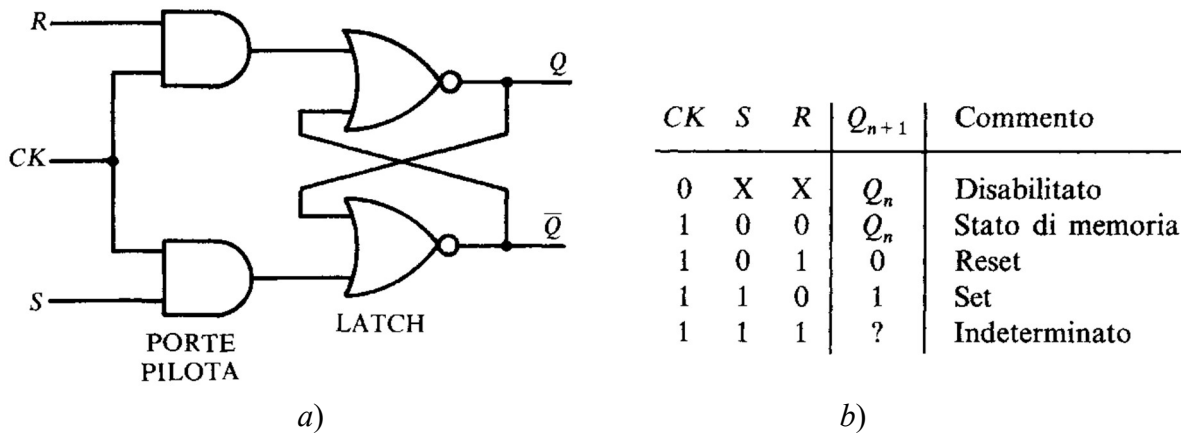 R
CK
S
PORTE
PILOTA
LATCH
Q
Q̅
a)
CK S R Qₙ₊₁ Commento
0 X X Qₙ Disabilitato
1 0 0 Qₙ Stato di memoria
1 0 1 0 Reset
1 1 0 1 Set
1 1 1 ? Indeterminato
b)